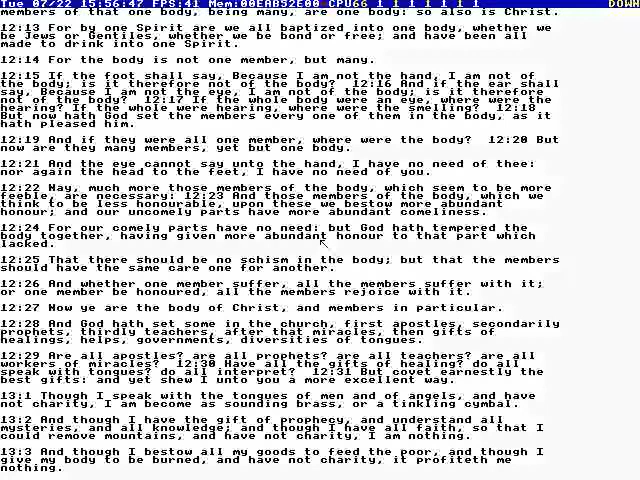 Tue 07/22 15:56:47 FPS:41 Mem:00EAB52E00 CPU66 1 1 1 1 1 1 1 DOWN
members of that one body, being many, are one body: so also is Christ.
12:13 For by one Spirit are we all baptized into one body, whether we
be Jews or Gentiles, whether we be bond or free; and have been all
made to drink into one Spirit.
12:14 For the body is not one member, but many.
12:15 If the foot shall say, Because I am not the hand, I am not of
the body; is it therefore not of the body?  12:16 And if the ear shall
say, Because I am not the eye, I am not of the body; is it therefore
not of the body?  12:17 If the whole body were an eye, where were the
hearing? If the whole were hearing, where were the smelling?  12:18
But now hath God set the members every one of them in the body, as it
hath pleased him.
12:19 And if they were all one member, where were the body?  12:20 But
now are they many members, yet but one body.
12:21 And the eye cannot say unto the hand, I have no need of thee:
nor again the head to the feet, I have no need of you.
12:22 Nay, much more those members of the body, which seem to be more
feeble, are necessary: 12:23 And those members of the body, which we
think to be less honourable, upon these we bestow more abundant
honour; and our uncomely parts have more abundant comeliness.
12:24 For our comely parts have no need: but God hath tempered the
body together, having given more abundant honour to that part which
lacked.
12:25 That there should be no schism in the body; but that the members
should have the same care one for another.
12:26 And whether one member suffer, all the members suffer with it;
or one member be honoured, all the members rejoice with it.
12:27 Now ye are the body of Christ, and members in particular.
12:28 And God hath set some in the church, first apostles, secondarily
prophets, thirdly teachers, after that miracles, then gifts of
healings, helps, governments, diversities of tongues.
12:29 Are all apostles? are all prophets? are all teachers? are all
workers of miracles?  12:30 Have all the gifts of healing? do all
speak with tongues? do all interpret?  12:31 But covet earnestly the
best gifts: and yet shew I unto you a more excellent way.
13:1 Though I speak with the tongues of men and of angels, and have
not charity, I am become as sounding brass, or a tinkling cymbal.
13:2 And though I have the gift of prophecy, and understand all
mysteries, and all knowledge; and though I have all faith, so that I
could remove mountains, and have not charity, I am nothing.
13:3 And though I bestow all my goods to feed the poor, and though I
give my body to be burned, and have not charity, it profiteth me
nothing.